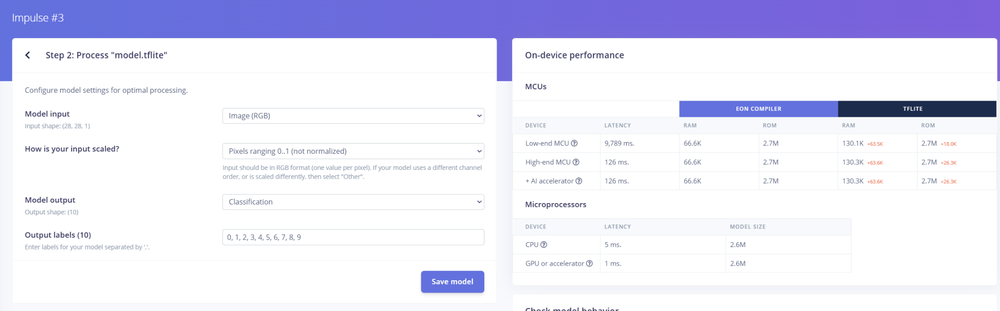 Impulse #3
Step 2: Process "model.tflite"
Configure model settings for optimal processing.
Model input
Input shape: (28, 28, 1)
Image (RGB)
How is your input scaled?
Pixels ranging 0..1 (not normalized)
Input should be in RGB format (one value per pixel). If your model uses a different channel
order, or is scaled differently, then select "Other".
Model output
Output shape: (10)
Classification
Output labels (10)
Enter labels for your model separated by ','.
0, 1, 2, 3, 4, 5, 6, 7, 8, 9
Save model
On-device performance
MCUs
EON COMPILER TFLITE
DEVICE LATENCY RAM ROM RAM ROM
Low-end MCU 9,789 ms. 66.6K 2.7M 130.1K +63.5K 2.7M +18.0K
High-end MCU 126 ms. 66.6K 2.7M 130.3K +63.6K 2.7M +26.3K
+ AI accelerator 126 ms. 66.6K 2.7M 130.3K +63.6K 2.7M +26.3K
Microprocessors
DEVICE LATENCY MODEL SIZE
CPU 5 ms. 2.6M
GPU or accelerator 1 ms. 2.6M
Check model behavior